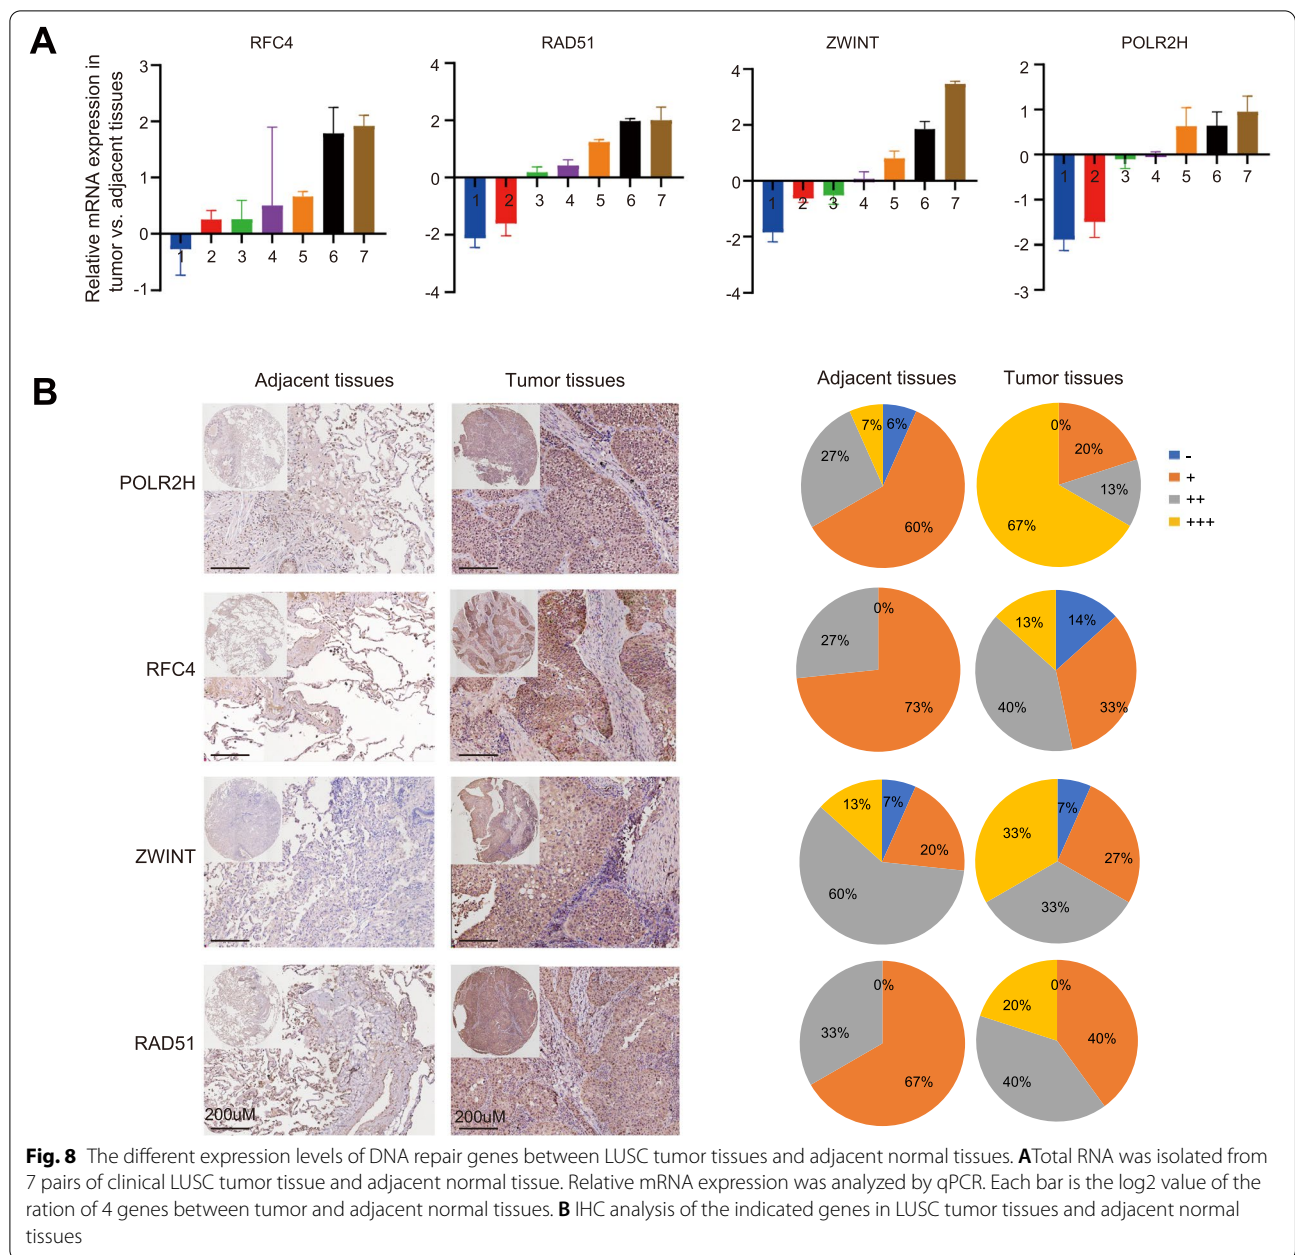 A
RFC4
RAD51
ZWINT
POLR2H
Relative mRNA expression in
tumor vs. adjacent tissues
3
2
1
0
-1
1 2 3 4 5 6 7
4
2
0
-2
-4
1 2 3 4 5 6 7
4
2
0
-2
-4
1 2 3 4 5 6 7
2
1
0
-1
-2
-3
1 2 3 4 5 6 7
B
Adjacent tissues Tumor tissues Adjacent tissues Tumor tissues
POLR2H
7% 6%
27%
60%
0%
20%
13%
67%
-
+
++
+++
RFC4
0%
27%
73%
13% 14%
40% 33%
ZWINT
13% 7%
20%
60%
7%
33%
27%
33%
RAD51
0%
33%
67%
0%
20%
40%
40%
200uM 200uM
Fig. 8 The different expression levels of DNA repair genes between LUSC tumor tissues and adjacent normal tissues. ATotal RNA was isolated from
7 pairs of clinical LUSC tumor tissue and adjacent normal tissue. Relative mRNA expression was analyzed by qPCR. Each bar is the log2 value of the
ration of 4 genes between tumor and adjacent normal tissues. B IHC analysis of the indicated genes in LUSC tumor tissues and adjacent normal
tissues